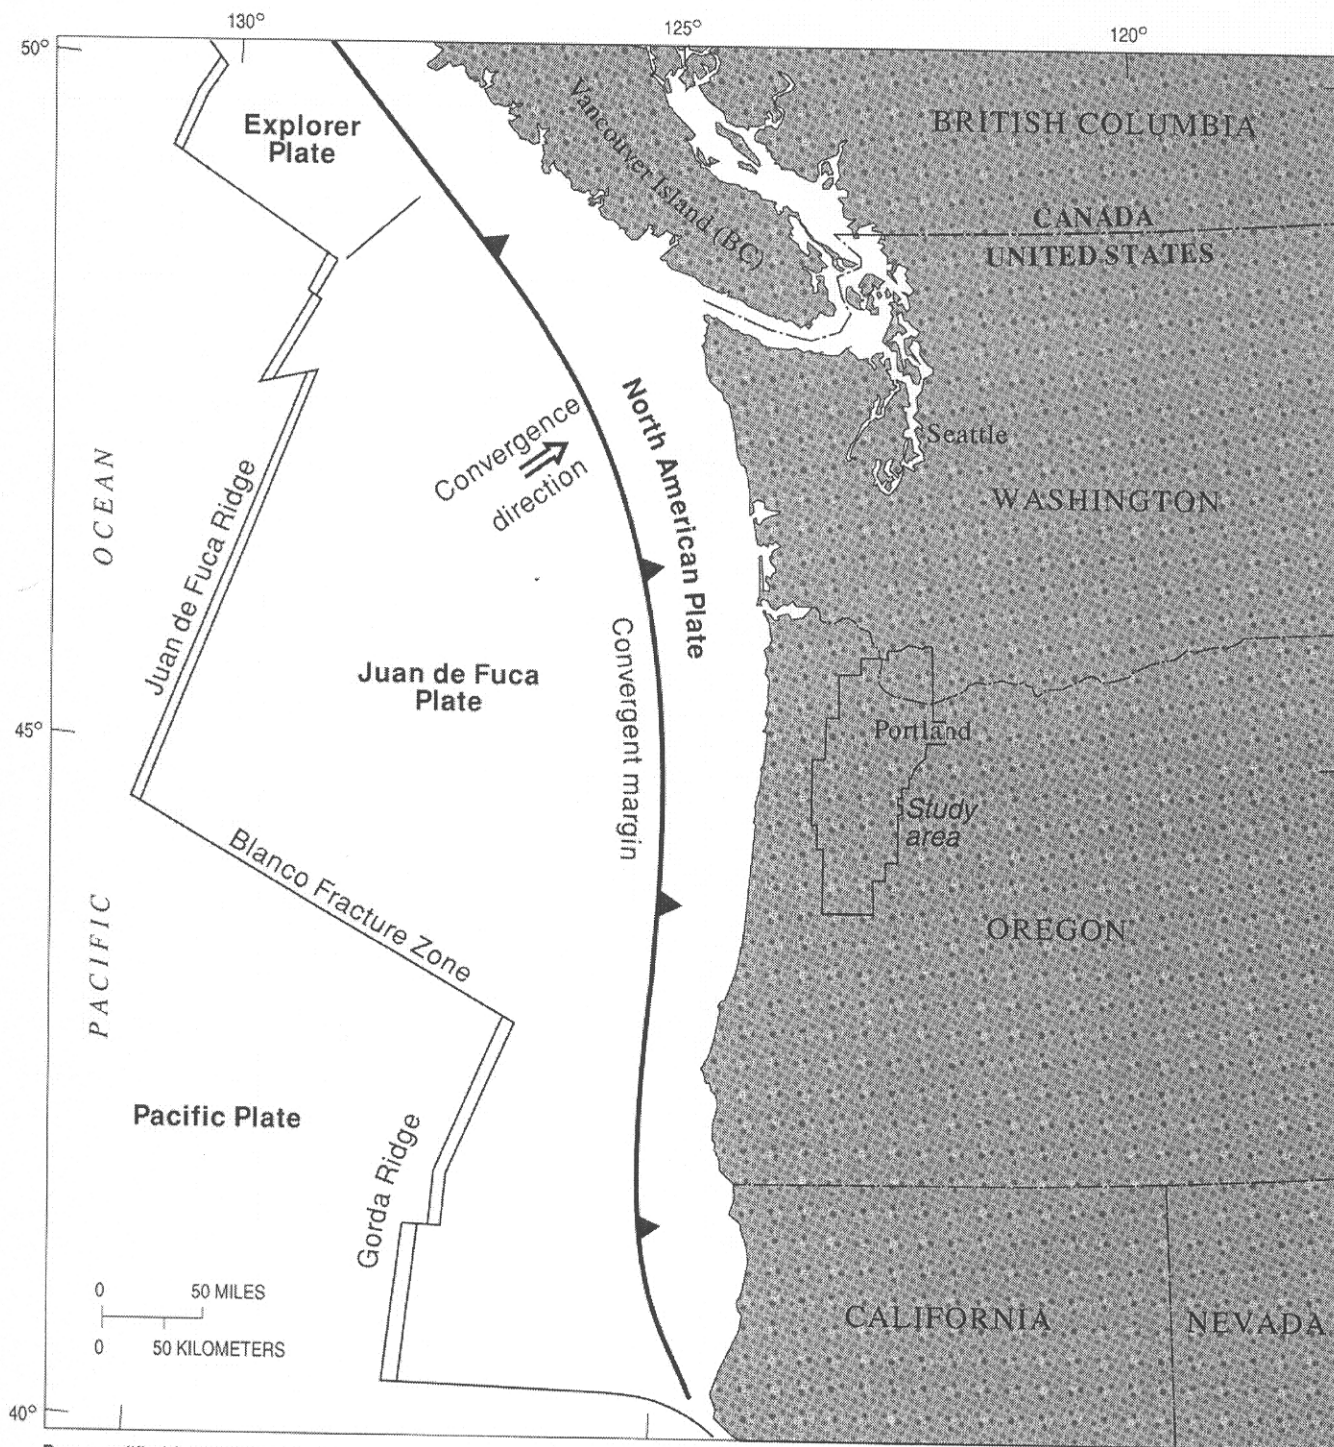 130°
125°
120°
50°
Explorer
Plate
Vancouver Island (BC)
BRITISH COLUMBIA
CANADA
UNITED STATES
North American Plate
Convergence
direction
Seattle
WASHINGTON
OCEAN
Juan de Fuca Ridge
Juan de Fuca
Plate
Convergent margin
45°
Portland
Study
area
Blanco Fracture Zone
OREGON
PACIFIC
Pacific Plate
Gorda Ridge
0 50 MILES
0 50 KILOMETERS
CALIFORNIA
NEVADA
40°